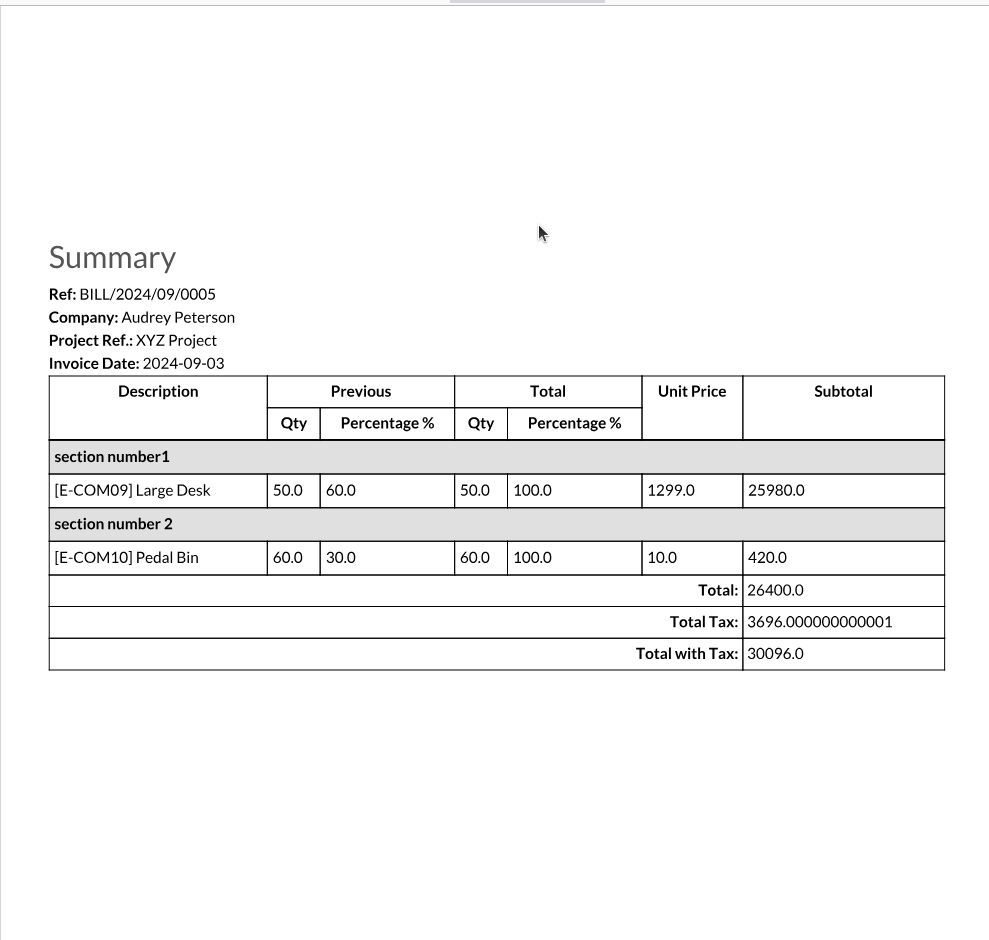 Summary
Ref: BILL/2024/09/0005
Company: Audrey Peterson
Project Ref.: XYZ Project
Invoice Date: 2024-09-03
Description Previous Total Unit Price Subtotal
Qty Percentage % Qty Percentage %
section number1
[E-COM09] Large Desk 50.0 60.0 50.0 100.0 1299.0 25980.0
section number 2
[E-COM10] Pedal Bin 60.0 30.0 60.0 100.0 10.0 420.0
Total: 26400.0
Total Tax: 3696.000000000001
Total with Tax: 30096.0